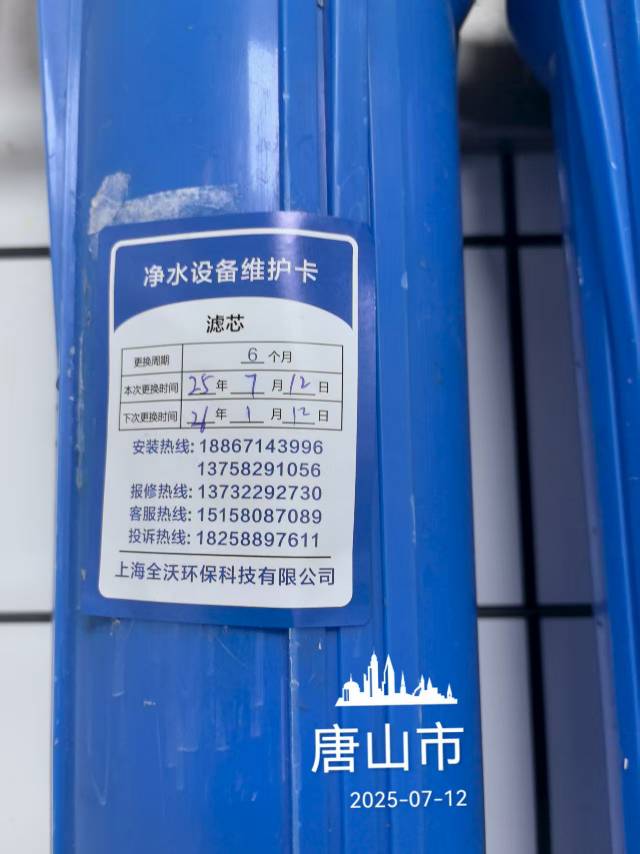 净水设备维护卡
滤芯
更换周期 6 个月
本次更换时间 25 年 7 月 12 日
下次更换时间 26 年 1 月 12 日
安装热线: 18867143996
13758291056
报修热线: 13732292730
客服热线: 15158087089
投诉热线: 18258897611
上海全沃环保科技有限公司
唐山市
2025-07-12